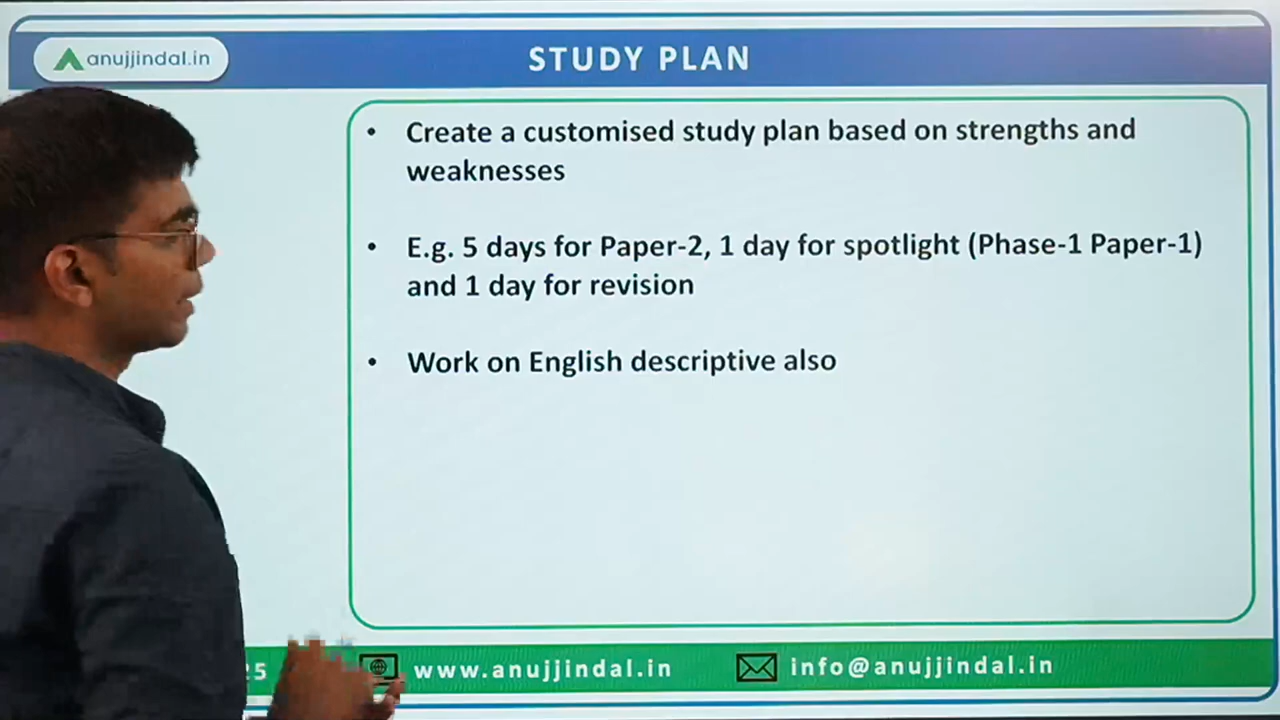 anujjindal.in
STUDY PLAN
• Create a customised study plan based on strengths and
weaknesses
• E.g. 5 days for Paper-2, 1 day for spotlight (Phase-1 Paper-1)
and 1 day for revision
• Work on English descriptive also
25
www.anujjindal.in
info@anujjindal.in